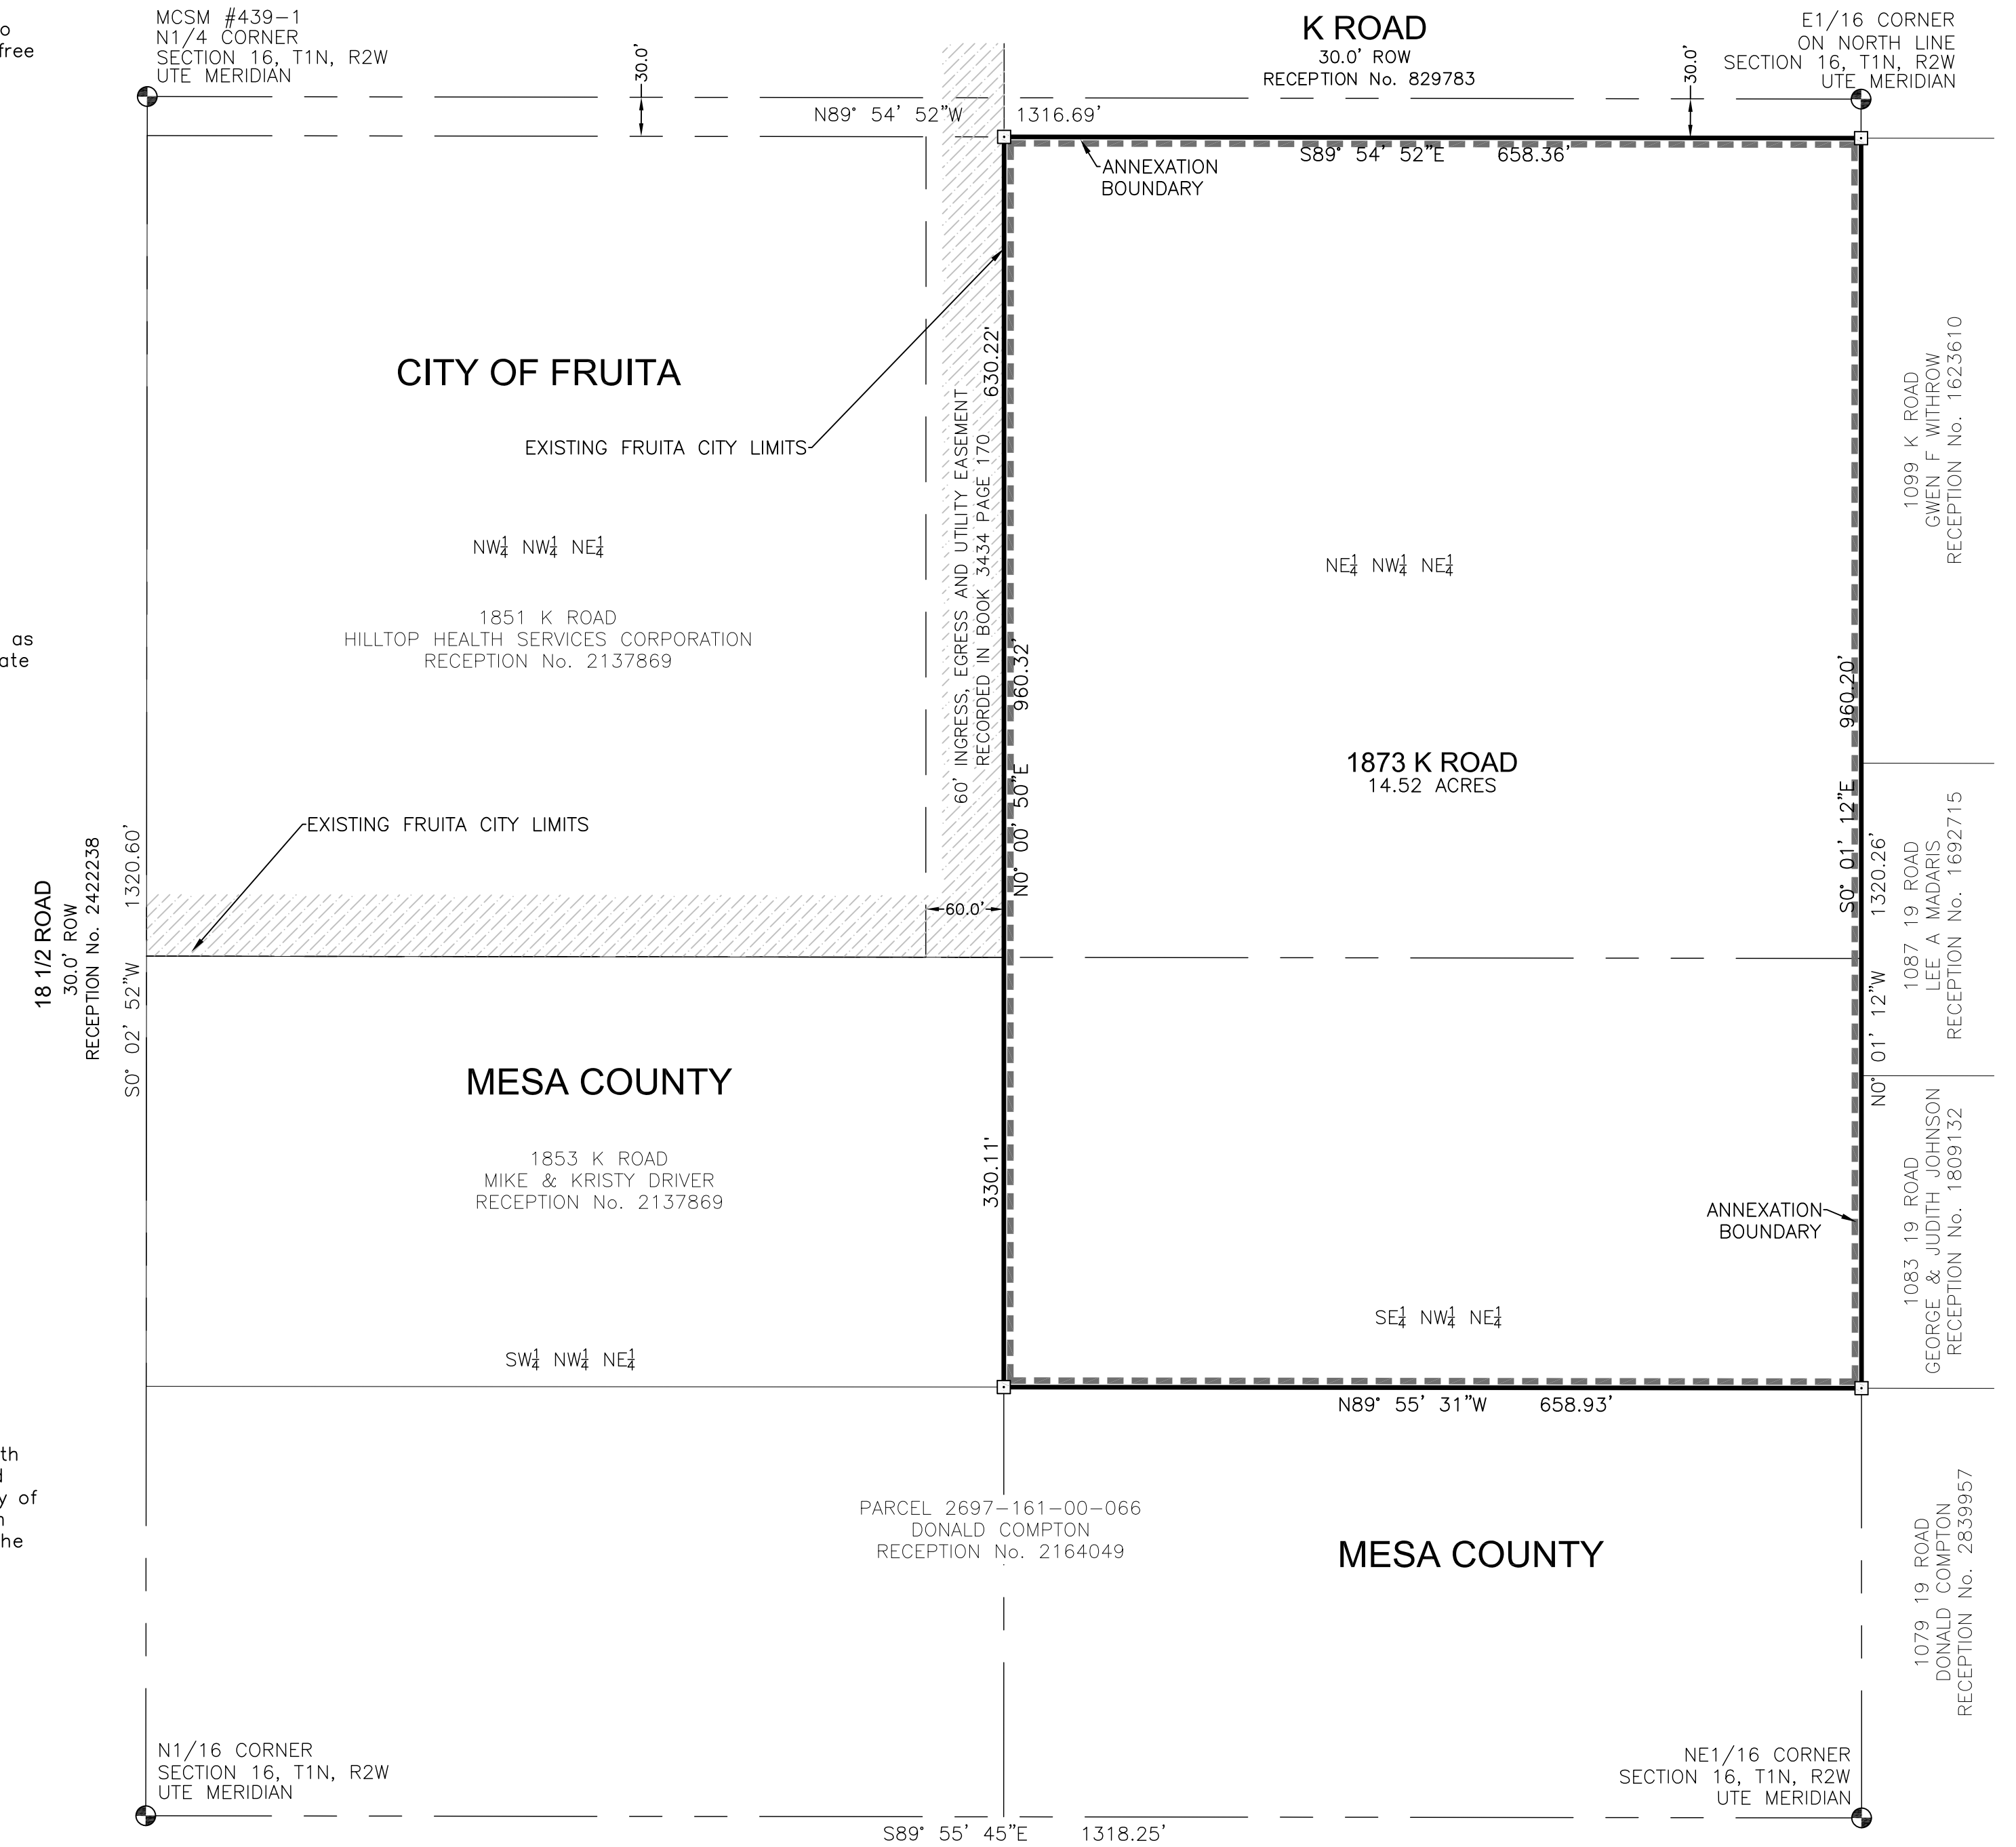 MCSM #439-1
N1/4 CORNER
SECTION 16, T1N, R2W
UTE MERIDIAN
30.0'
K ROAD
30.0' ROW
RECEPTION No. 829783
30.0'
E1/16 CORNER
ON NORTH LINE
SECTION 16, T1N, R2W
UTE MERIDIAN
free
N89° 54' 52"W 1316.69'
S89° 54' 52"E 658.36'
ANNEXATION
BOUNDARY
CITY OF FRUITA
EXISTING FRUITA CITY LIMITS
630.22'
60' INGRESS, EGRESS AND UTILITY EASEMENT
RECORDED IN BOOK 3434 PAGE 170
NW1/4 NW1/4 NE1/4
1851 K ROAD
HILLTOP HEALTH SERVICES CORPORATION
RECEPTION No. 2137869
NE1/4 NW1/4 NE1/4
1099 K ROAD
GWEN F WITHROW
RECEPTION No. 1623610
as
N0° 00' 50"E 960.32'
1873 K ROAD
14.52 ACRES
S0° 01' 12"E 960.20'
EXISTING FRUITA CITY LIMITS
60.0'
18 1/2 ROAD
30.0' ROW
RECEPTION No. 2422238
S0° 02' 52"W 1320.60'
N0° 01' 12"W 1320.26'
1087 19 ROAD
LEE A MADARIS
RECEPTION No. 1692715
MESA COUNTY
1853 K ROAD
MIKE & KRISTY DRIVER
RECEPTION No. 2137869
330.11'
ANNEXATION
BOUNDARY
1083 19 ROAD
GEORGE & JUDITH JOHNSON
RECEPTION No. 1809132
SE1/4 NW1/4 NE1/4
SW1/4 NW1/4 NE1/4
N89° 55' 31"W 658.93'
of
PARCEL 2697-161-00-066
DONALD COMPTON
RECEPTION No. 2164049
MESA COUNTY
1079 19 ROAD
DONALD COMPTON
RECEPTION No. 2839957
N1/16 CORNER
SECTION 16, T1N, R2W
UTE MERIDIAN
NE1/16 CORNER
SECTION 16, T1N, R2W
UTE MERIDIAN
S89° 55' 45"E 1318.25'